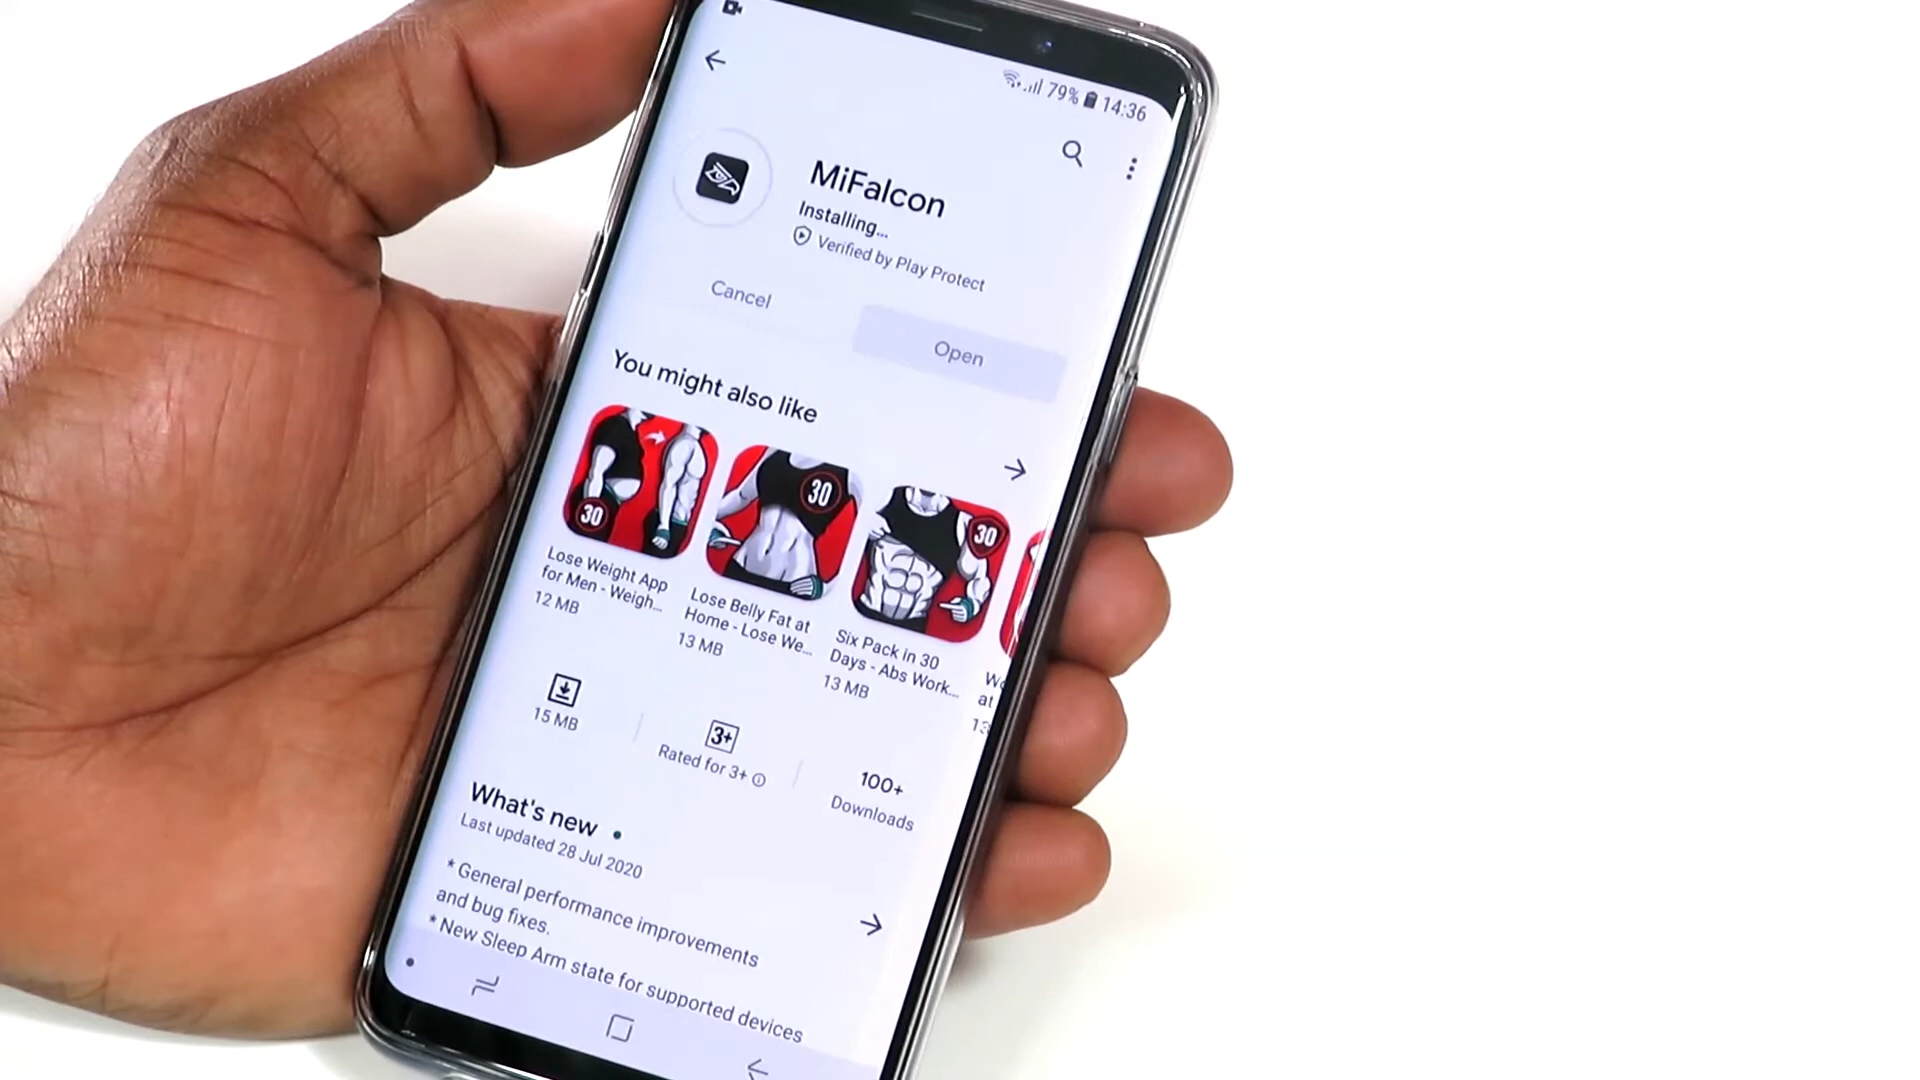 79% 14:36
MiFalcon
Installing...
Verified by Play Protect
Cancel
Open
You might also like
30
30
30
Lose Weight App
for Men - Weigh...
12 MB
Lose Belly Fat at
Home - Lose We...
13 MB
Six Pack in 30
Days - Abs Work...
13 MB
at
15 MB
3+
Rated for 3+
100+
Downloads
What's new
Last updated 28 Jul 2020
* General performance improvements
and bug fixes.
* New Sleep Arm state for supported devices